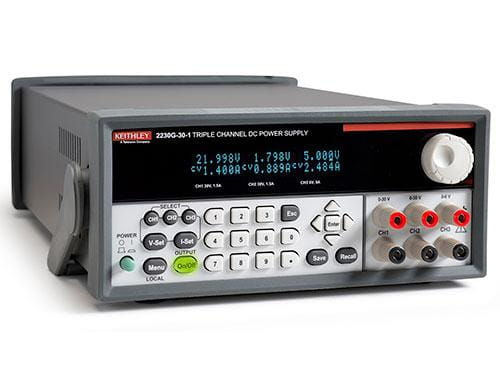 KEITHLEY
A Tektronix Company
2230G-30-1 TRIPLE CHANNEL DC POWER SUPPLY
21.998V 1.798V 5.000V
CV1.400A CV0.889A CV2.484A
CH1 30V, 1.5A CH2 30V, 1.5A CH3 6V, 5A
SELECT
CH1 CH2 CH3
1 2 3 Esc
POWER
V-Set I-Set
4 5 6
Enter
OUTPUT
Menu On/Off
7 8 9
0
Save Recall
LOCAL
0-30 V 0-30 V 0-6 V
CH1 CH2 CH3